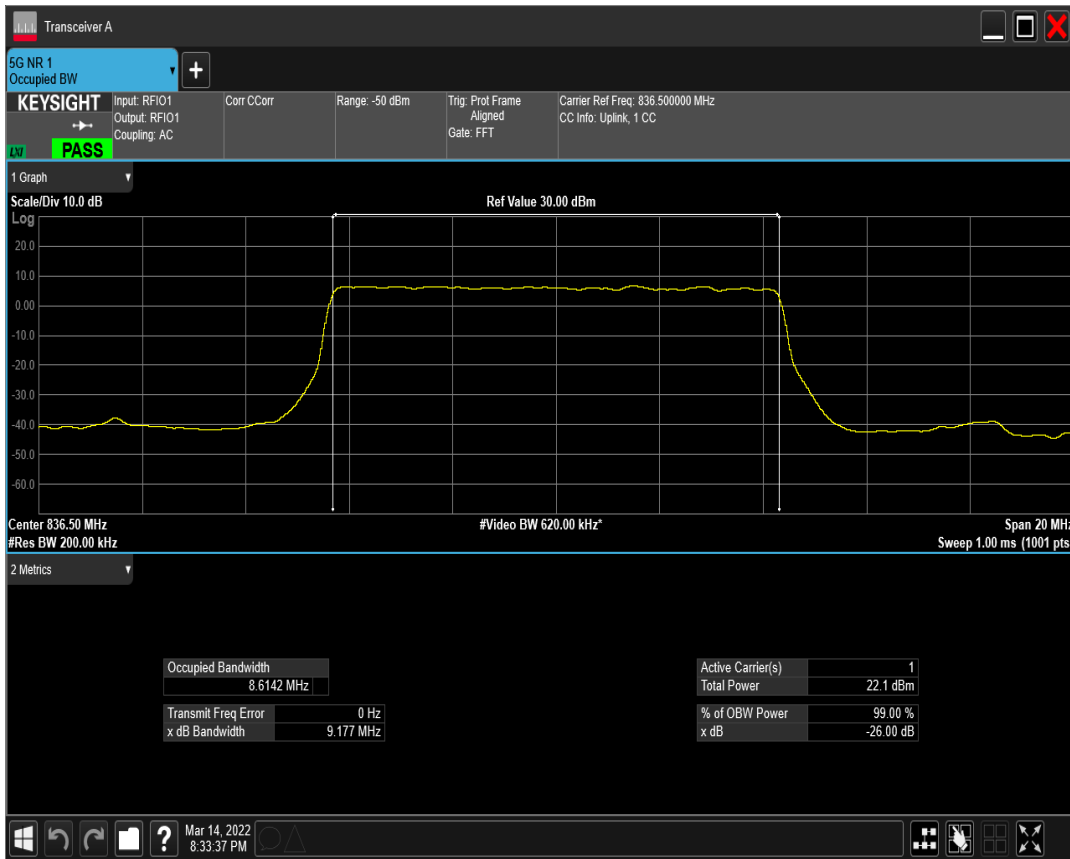 Transceiver A
5G NR 1
Occupied BW
KEYSIGHT
LXI
PASS
Input: RFIO1
Output: RFIO1
Coupling: AC
Corr CCorr
Range: -50 dBm
Trig: Prot Frame
Aligned
Gate: FFT
Carrier Ref Freq: 836.500000 MHz
CC Info: Uplink, 1 CC
1 Graph
Scale/Div 10.0 dB
Ref Value 30.00 dBm
Log
20.0
10.0
0.00
-10.0
-20.0
-30.0
-40.0
-50.0
-60.0
Center 836.50 MHz
#Video BW 620.00 kHz*
Span 20 MHz
#Res BW 200.00 kHz
Sweep 1.00 ms (1001 pts
2 Metrics
Occupied Bandwidth
8.6142 MHz
Transmit Freq Error 0 Hz
x dB Bandwidth 9.177 MHz
Active Carrier(s) 1
Total Power 22.1 dBm
% of OBW Power 99.00 %
x dB -26.00 dB
?
Mar 14, 2022
8:33:37 PM